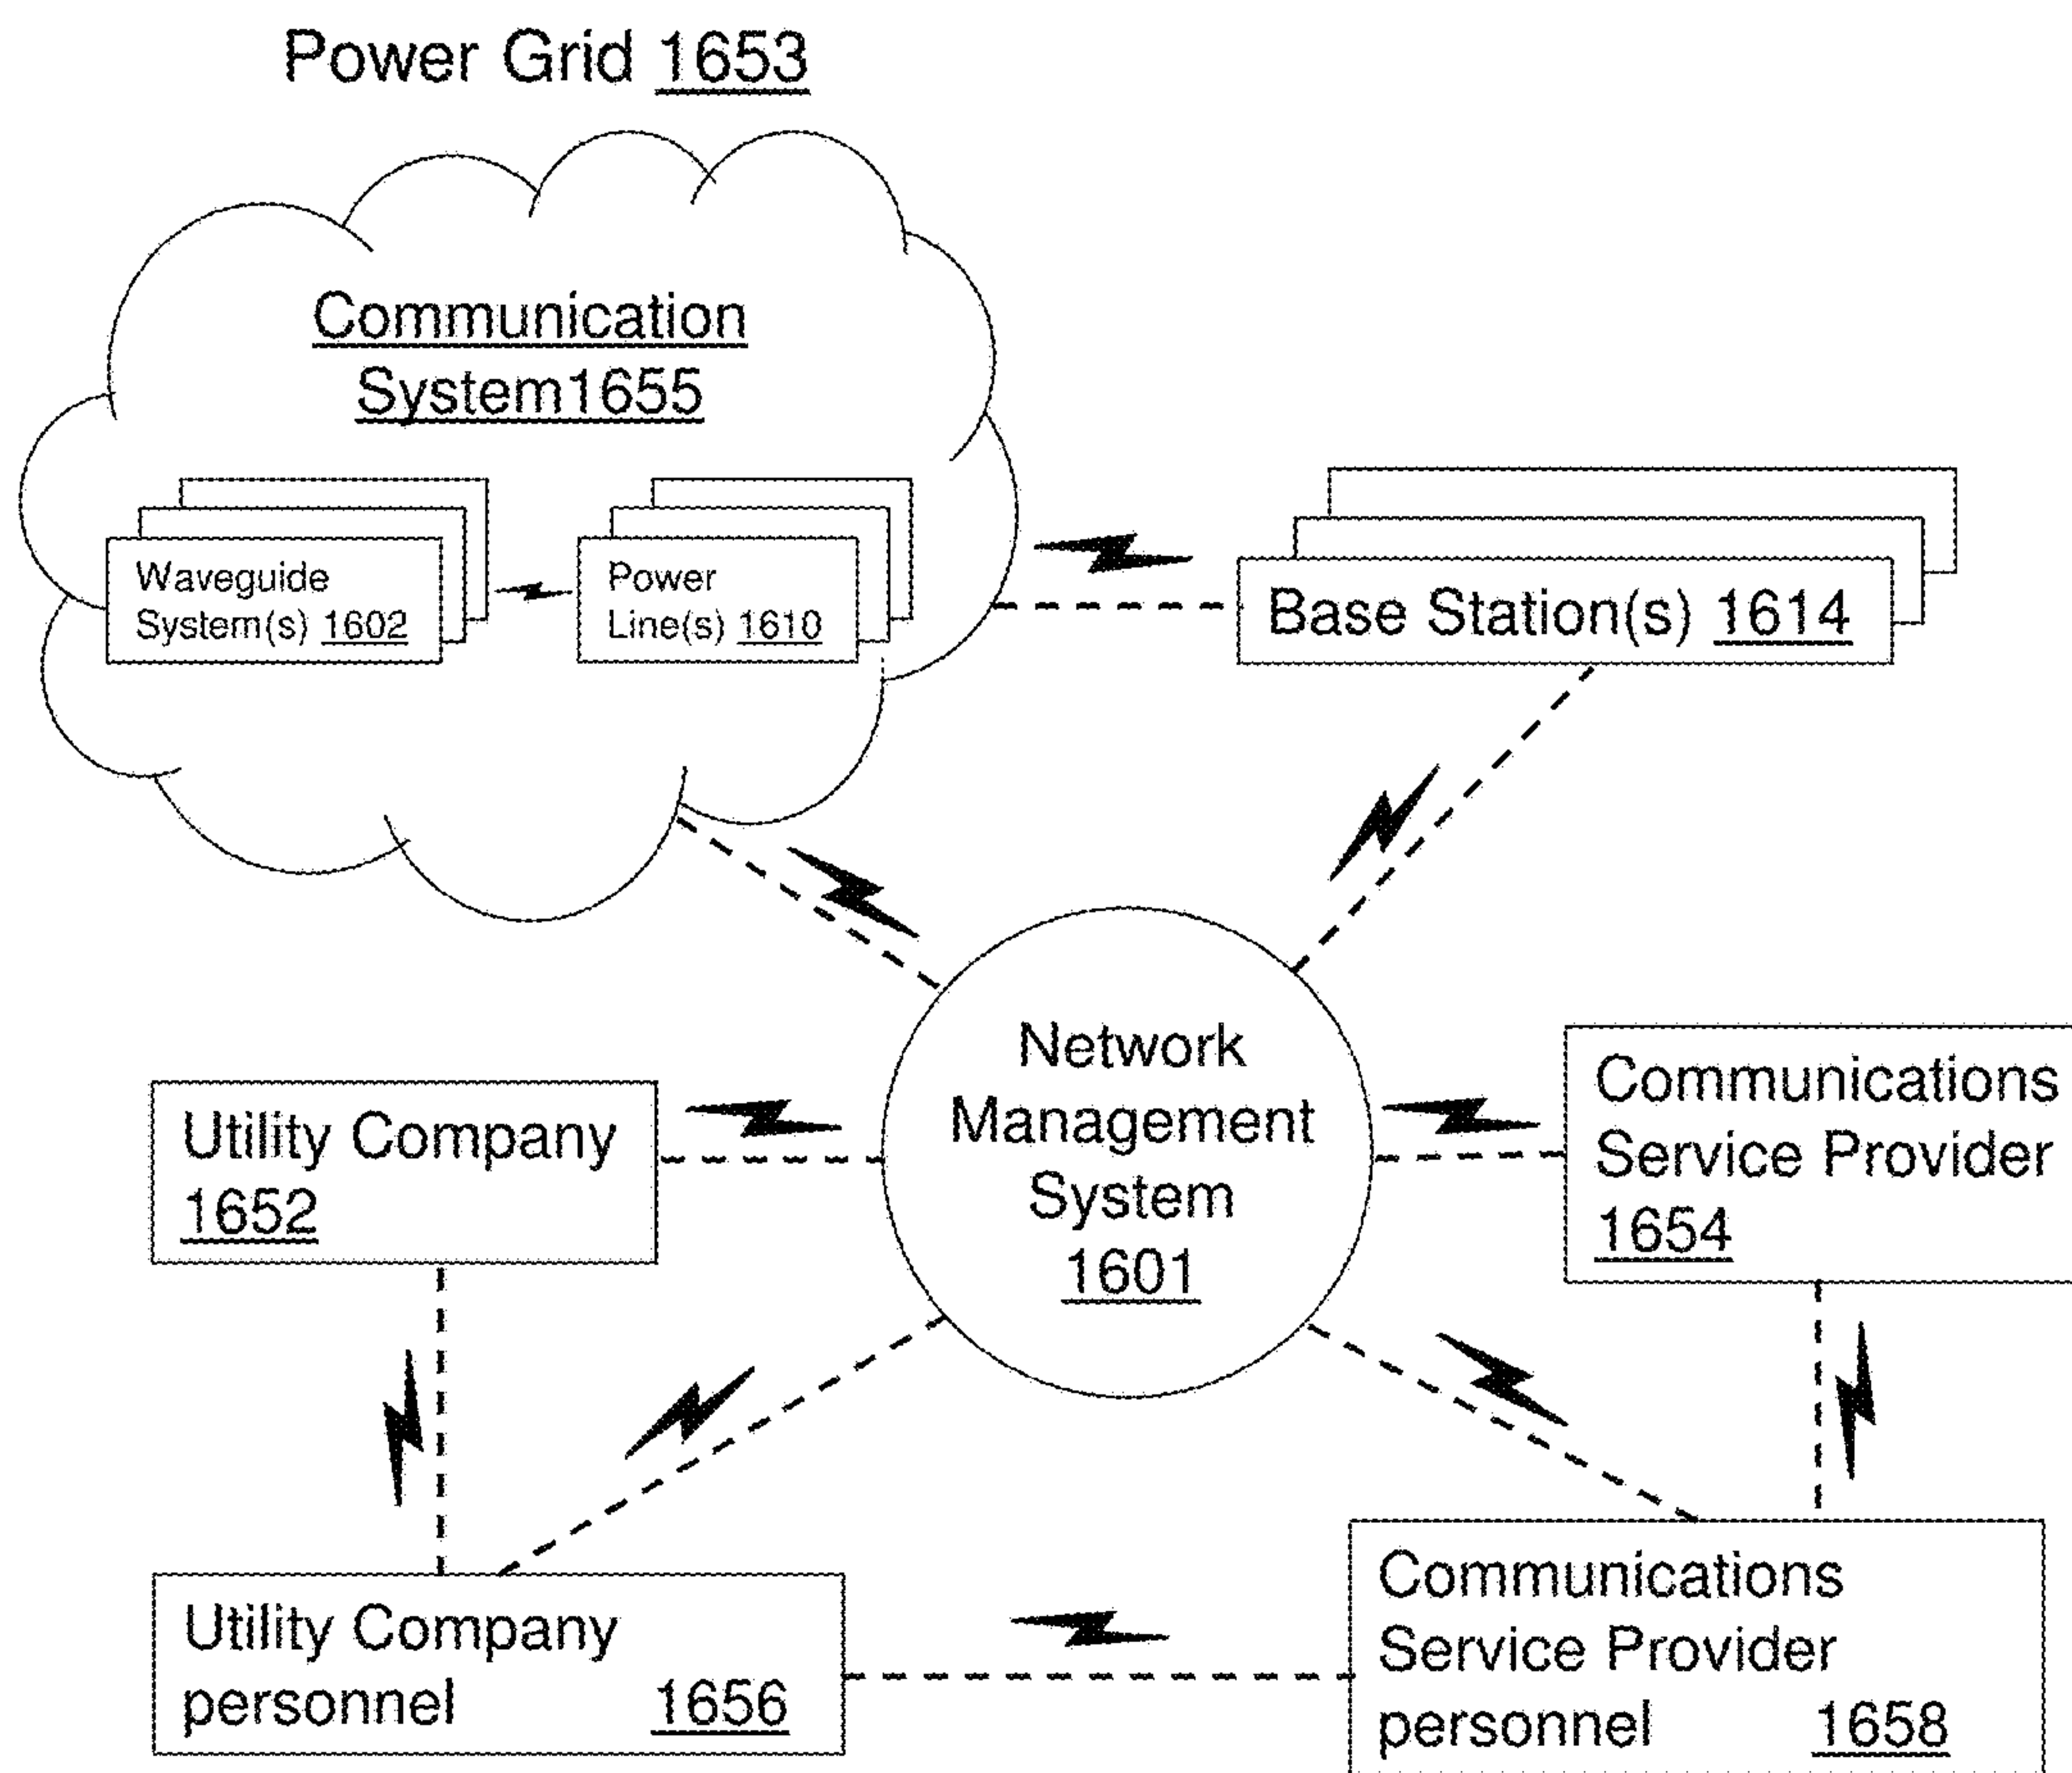 Power Grid 1653
Communication
System1655
Waveguide
System(s) 1602
Power
Line(s) 1610
Base Station(s) 1614
Network
Management
System
1601
Utility Company
1652
Communications
Service Provider
1654
Utility Company
personnel 1656
Communications
Service Provider
personnel 1658